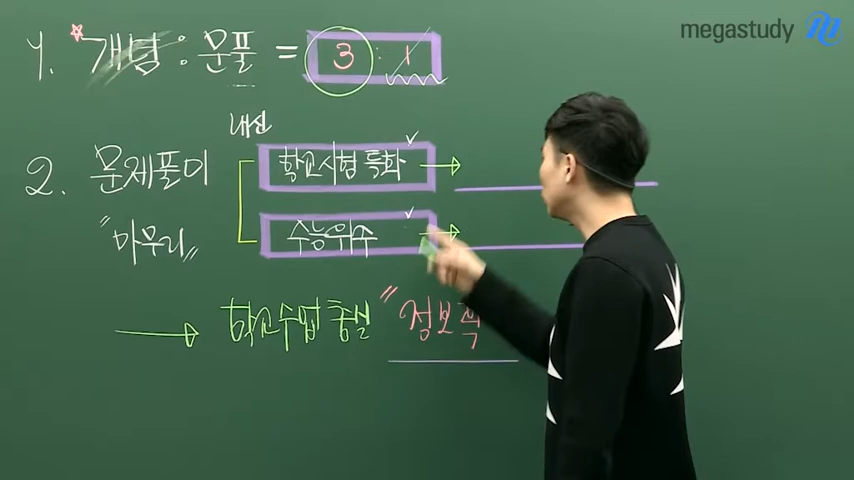 megastudy
1. ☆개념 : 문풀 = 3 : 1
내신
2. 문제풀이 학교시험 특화 →
"마무리" 수능위주 →
→ 학교수업 충실 "정보력